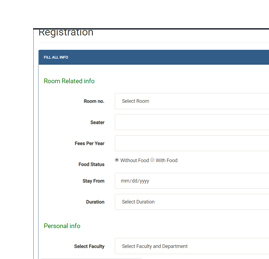 Registration
FILL ALL INFO
Room Related info
Room no. Select Room
Seater
Fees Per Year
Food Status Without Food With Food
Stay From mm/dd/yyyy
Duration Select Duration
Personal info
Select Faculty Select Faculty and Department